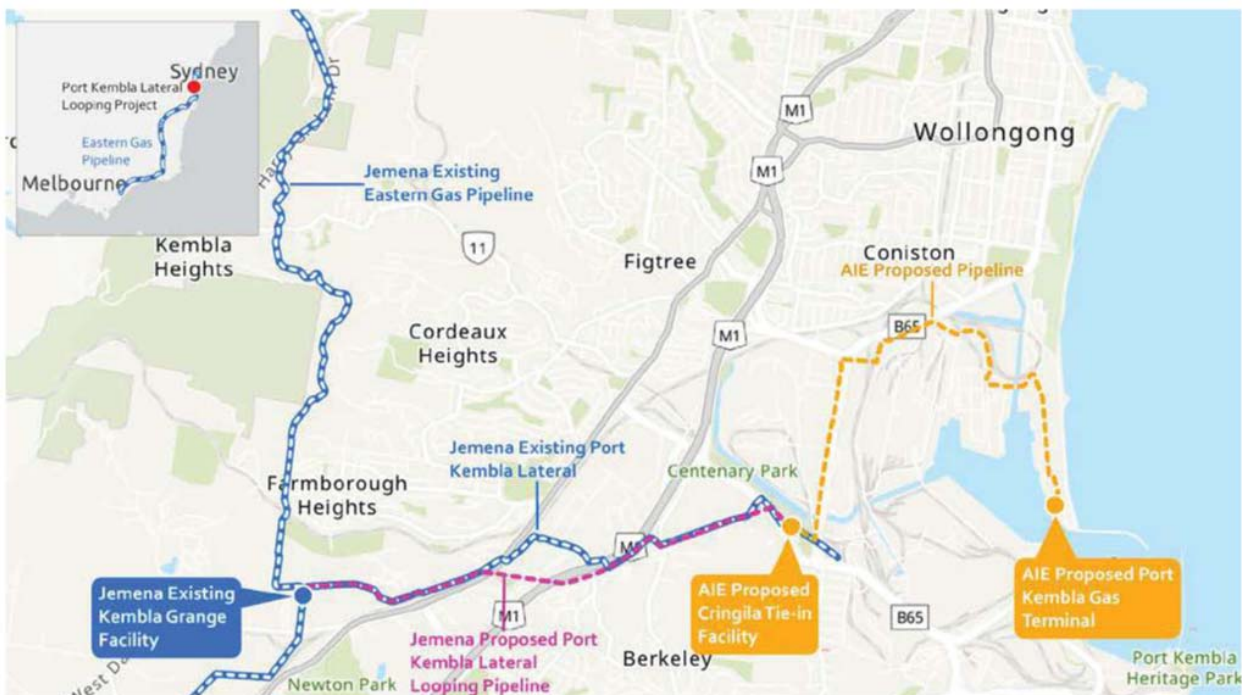 Sydney
Port Kembla Lateral
Looping Project
Eastern Gas
Pipeline
Melbourne
M1
Wollongong
M1
Jemena Existing
Eastern Gas Pipeline
Kembla
Heights
11
Figtree
Coniston
AIE Proposed Pipeline
B65
M1
Cordeaux
Heights
Jemena Existing Port
Kembla Lateral
Centenary Park
Farmborough
Heights
Jemena Existing
Kembla Grange
Facility
M1
Jemena Proposed Port
Kembla Lateral
Looping Pipeline
AIE Proposed
Cringila Tie-in
Facility
AIE Proposed Port
Kembla Gas
Terminal
B65
Berkeley
Newton Park
Port Kembla
Heritage Park
West
Dr